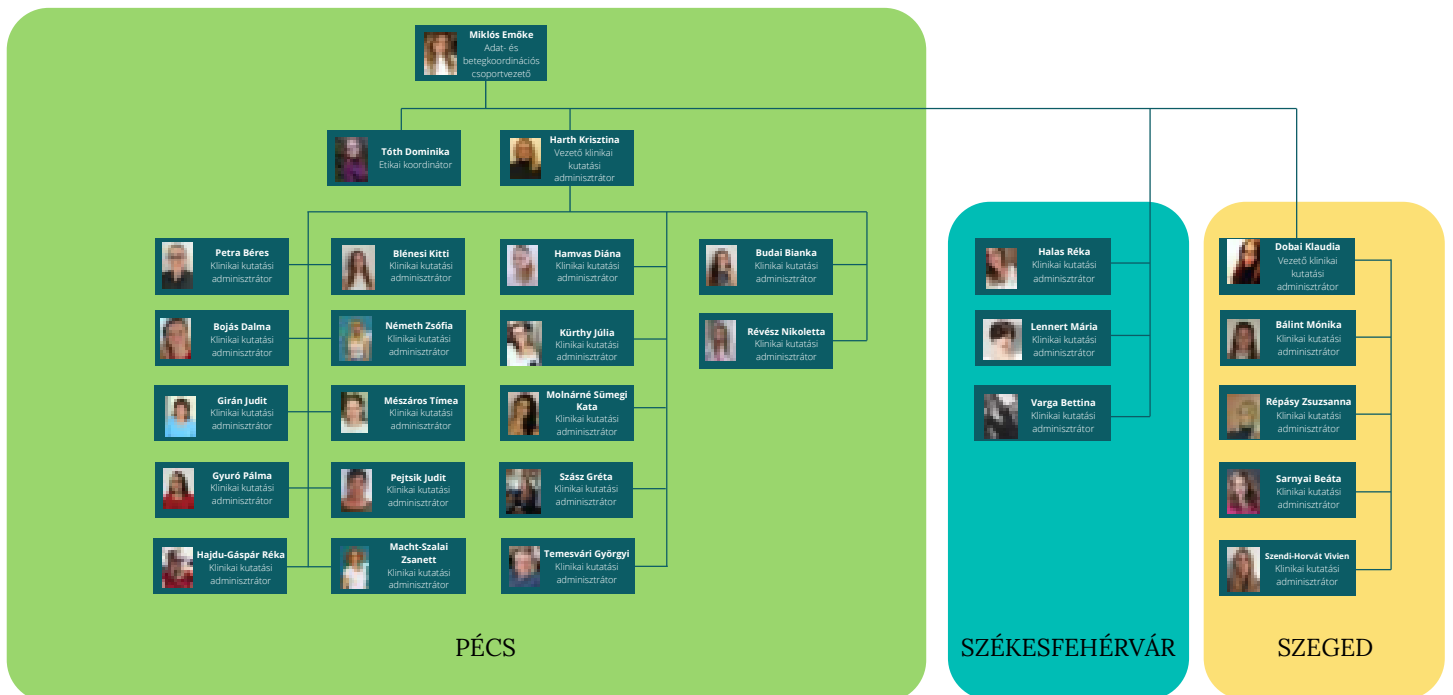 Miklós Emőke
Adat- és
betegkoordinációs
csoportvezető
Tóth Dominika
Etikai koordinátor
Harth Krisztina
Vezető klinikai
kutatási
adminisztrátor
Petra Béres
Klinikai kutatási
adminisztrátor
Blénesi Kitti
Klinikai kutatási
adminisztrátor
Hamvas Diána
Klinikai kutatási
adminisztrátor
Budai Bianka
Klinikai kutatási
adminisztrátor
Bojás Dalma
Klinikai kutatási
adminisztrátor
Németh Zsófia
Klinikai kutatási
adminisztrátor
Kürthy Júlia
Klinikai kutatási
adminisztrátor
Révész Nikoletta
Klinikai kutatási
adminisztrátor
Girán Judit
Klinikai kutatási
adminisztrátor
Mészáros Tímea
Klinikai kutatási
adminisztrátor
Molnárné Sümegi
Kata
Klinikai kutatási
adminisztrátor
Gyuró Pálma
Klinikai kutatási
adminisztrátor
Pejtsik Judit
Klinikai kutatási
adminisztrátor
Szász Gréta
Klinikai kutatási
adminisztrátor
Hajdu-Gáspár Réka
Klinikai kutatási
adminisztrátor
Macht-Szalai
Zsanett
Klinikai kutatási
adminisztrátor
Temesvári Györgyi
Klinikai kutatási
adminisztrátor
PÉCS
Halas Réka
Klinikai kutatási
adminisztrátor
Lennert Mária
Klinikai kutatási
adminisztrátor
Varga Bettina
Klinikai kutatási
adminisztrátor
SZÉKESFEHÉRVÁR
Dobai Klaudia
Vezető klinikai
kutatási
adminisztrátor
Bálint Mónika
Klinikai kutatási
adminisztrátor
Répásy Zsuzsanna
Klinikai kutatási
adminisztrátor
Sarnyai Beáta
Klinikai kutatási
adminisztrátor
Szendi-Horvát Vivien
Klinikai kutatási
adminisztrátor
SZEGED